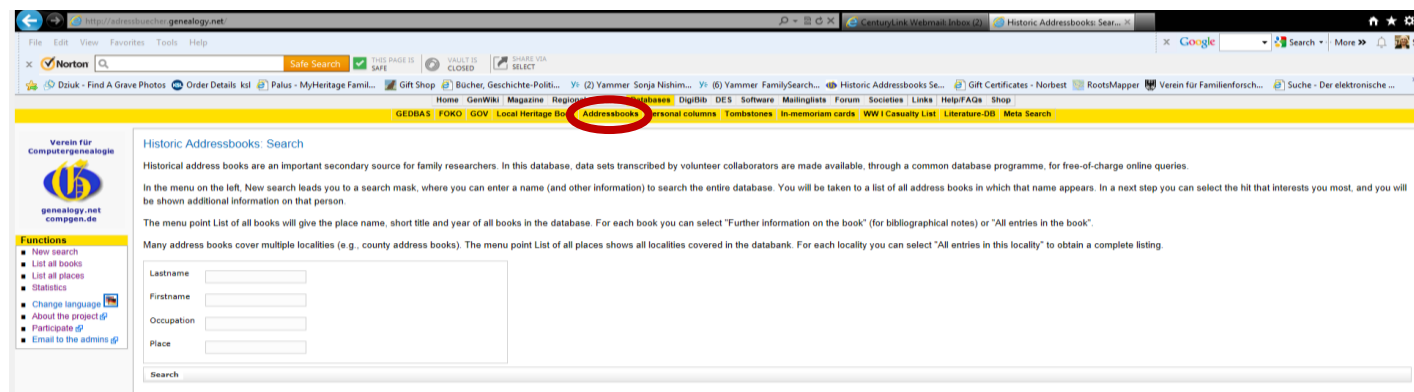 http://adressbuecher.genealogy.net/
CenturyLink Webmail: Inbox (2)
Historic Addressbooks: Sear...
File Edit View Favorites Tools Help
Google Search More »
Norton Safe Search THIS PAGE IS SAFE VAULT IS CLOSED SHARE VIA SELECT
Dziuk - Find A Grave Photos Order Details ksl Palus - MyHeritage Famil... Gift Shop Bücher, Geschichte-Politi... (2) Yammer Sonja Nishim... (6) Yammer FamilySearch... Historic Addressbooks Se... Gift Certificates - Norbest RootsMapper Verein für Familienforsch... Suche - Der elektronische ...
Home GenWiki Magazine Databases DigiBib DES Software Mailinglists Forum Societies Links Help/FAQs Shop
GEDBAS FOKO GOV Local Heritage Addressbooks Personal columns Tombstones In-memoriam cards WW I Casualty List Literature-DB Meta Search
Verein für
Computergenealogie
genealogy.net
compgen.de
Functions
New search
List all books
List all places
Statistics
Change language
About the project
Participate
Email to the admins
Historic Addressbooks: Search
Historical address books are an important secondary source for family researchers. In this database, data sets transcribed by volunteer collaborators are made available, through a common database programme, for free-of-charge online queries.
In the menu on the left, New search leads you to a search mask, where you can enter a name (and other information) to search the entire database. You will be taken to a list of all address books in which that name appears. In a next step you can select the hit that interests you most, and you will
be shown additional information on that person.
The menu point List of all books will give the place name, short title and year of all books in the database. For each book you can select "Further information on the book" (for bibliographical notes) or "All entries in the book".
Many address books cover multiple localities (e.g., county address books). The menu point List of all places shows all localities covered in the databank. For each locality you can select "All entries in this locality" to obtain a complete listing.
Lastname
Firstname
Occupation
Place
Search